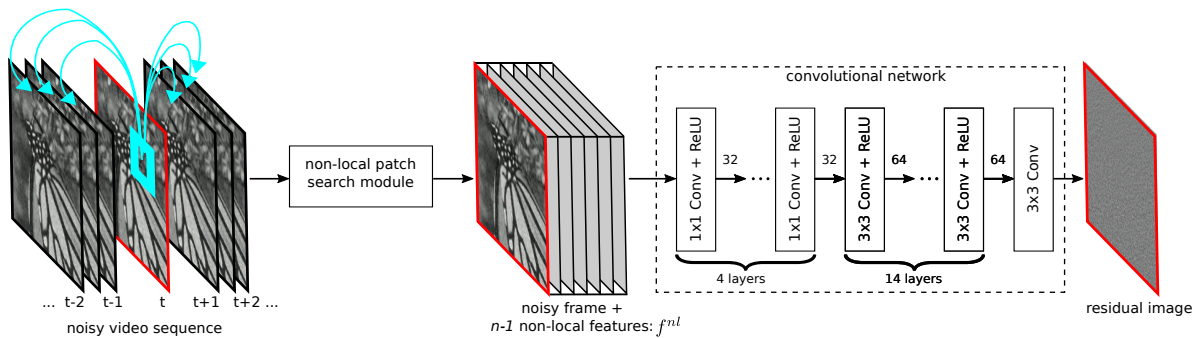 ... t-2 t-1 t t+1 t+2 ...
noisy video sequence
non-local patch
search module
noisy frame +
n-1 non-local features: f^{nl}
convolutional network
1x1 Conv + ReLU
32
...
1x1 Conv + ReLU
32
3x3 Conv + ReLU
64
...
3x3 Conv + ReLU
64
3x3 Conv
4 layers
14 layers
residual image